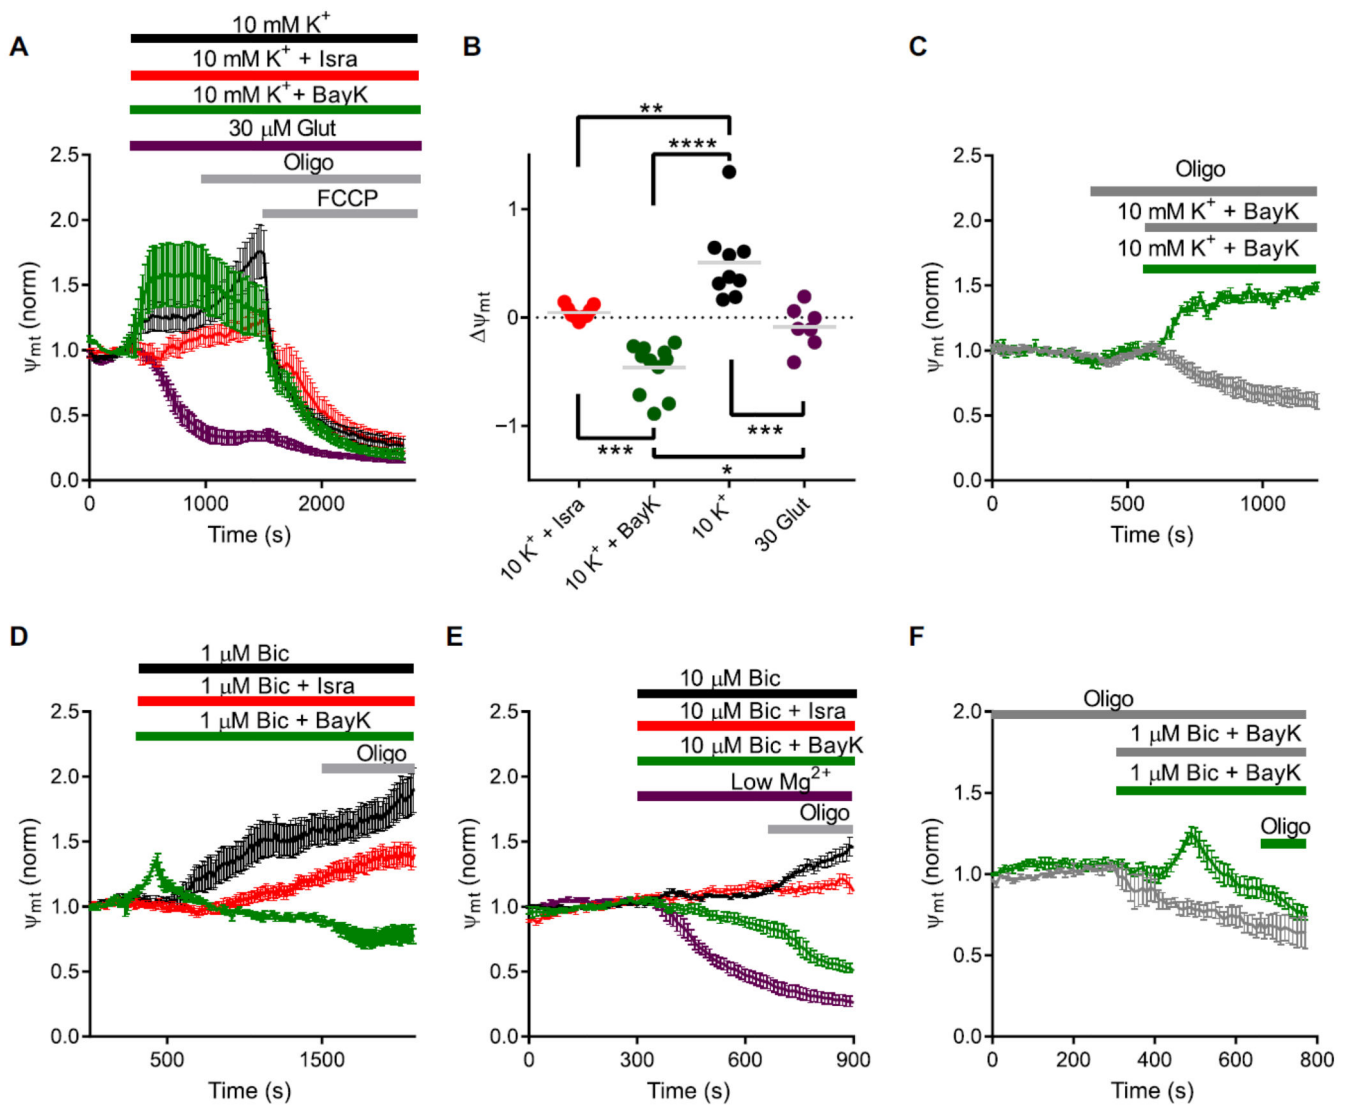 A
10 mM K⁺
10 mM K⁺ + Isra
10 mM K⁺+ BayK
30 μM Glut
Oligo
FCCP
2.5
2.0
1.5
1.0
0.5
0.0
ψmt (norm)
0
1000
2000
Time (s)
B
**
****
1
0
−1
Δψmt
***
***
*
10 K⁺ + Isra
10 K⁺ + BayK
10 K⁺
30 Glut
C
Oligo
10 mM K⁺ + BayK
10 mM K⁺ + BayK
2.5
2.0
1.5
1.0
0.5
0.0
ψmt (norm)
0
500
1000
Time (s)
D
1 μM Bic
1 μM Bic + Isra
1 μM Bic + BayK
Oligo
2.5
2.0
1.5
1.0
0.5
0.0
ψmt (norm)
500
1500
Time (s)
E
10 μM Bic
10 μM Bic + Isra
10 μM Bic + BayK
Low Mg²⁺
Oligo
2.5
2.0
1.5
1.0
0.5
0.0
ψmt (norm)
0
300
600
900
Time (s)
F
Oligo
1 μM Bic + BayK
1 μM Bic + BayK
Oligo
2.0
1.5
1.0
0.5
0.0
ψmt (norm)
0
200
400
600
800
Time (s)